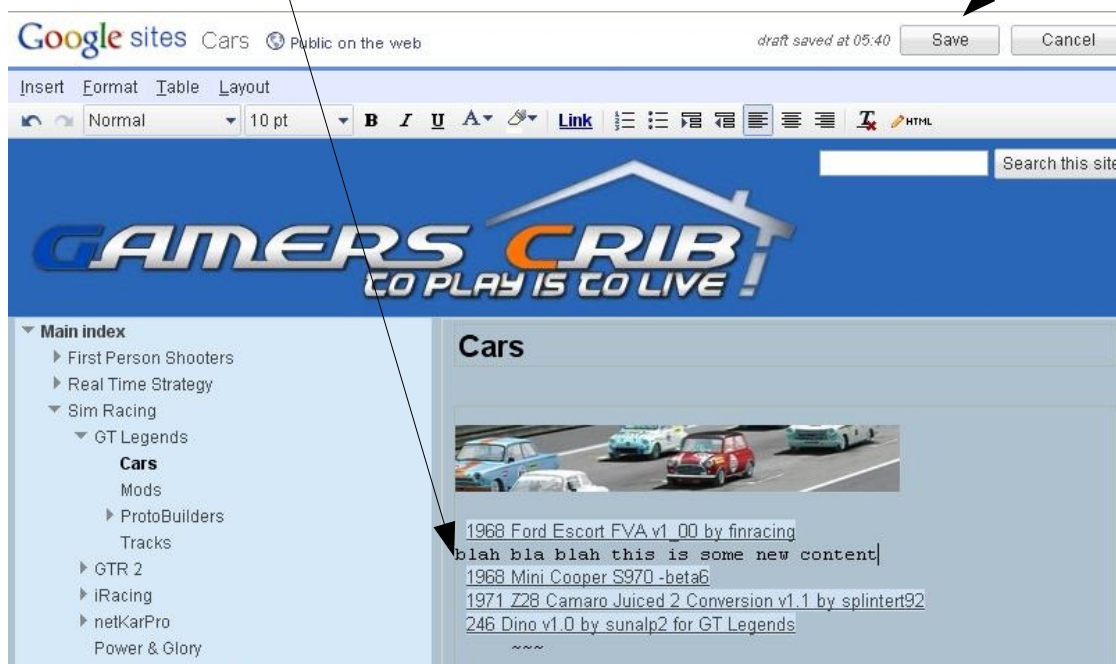 Google sites Cars Public on the web draft saved at 05:40 Save Cancel
Insert Format Table Layout
Normal 10 pt B I U A Link HTML
Search this site
GAMERS CRIB
TO PLAY IS TO LIVE !
Main index
First Person Shooters
Real Time Strategy
Sim Racing
GT Legends
Cars
Mods
ProtoBuilders
Tracks
GTR 2
iRacing
netKarPro
Power & Glory
Cars
1968 Ford Escort FVA v1_00 by finracing
blah bla blah this is some new content
1968 Mini Cooper S970 -beta6
1971 Z28 Camaro Juiced 2 Conversion v1.1 by splintert92
246 Dino v1.0 by sunalp2 for GT Legends
~~~